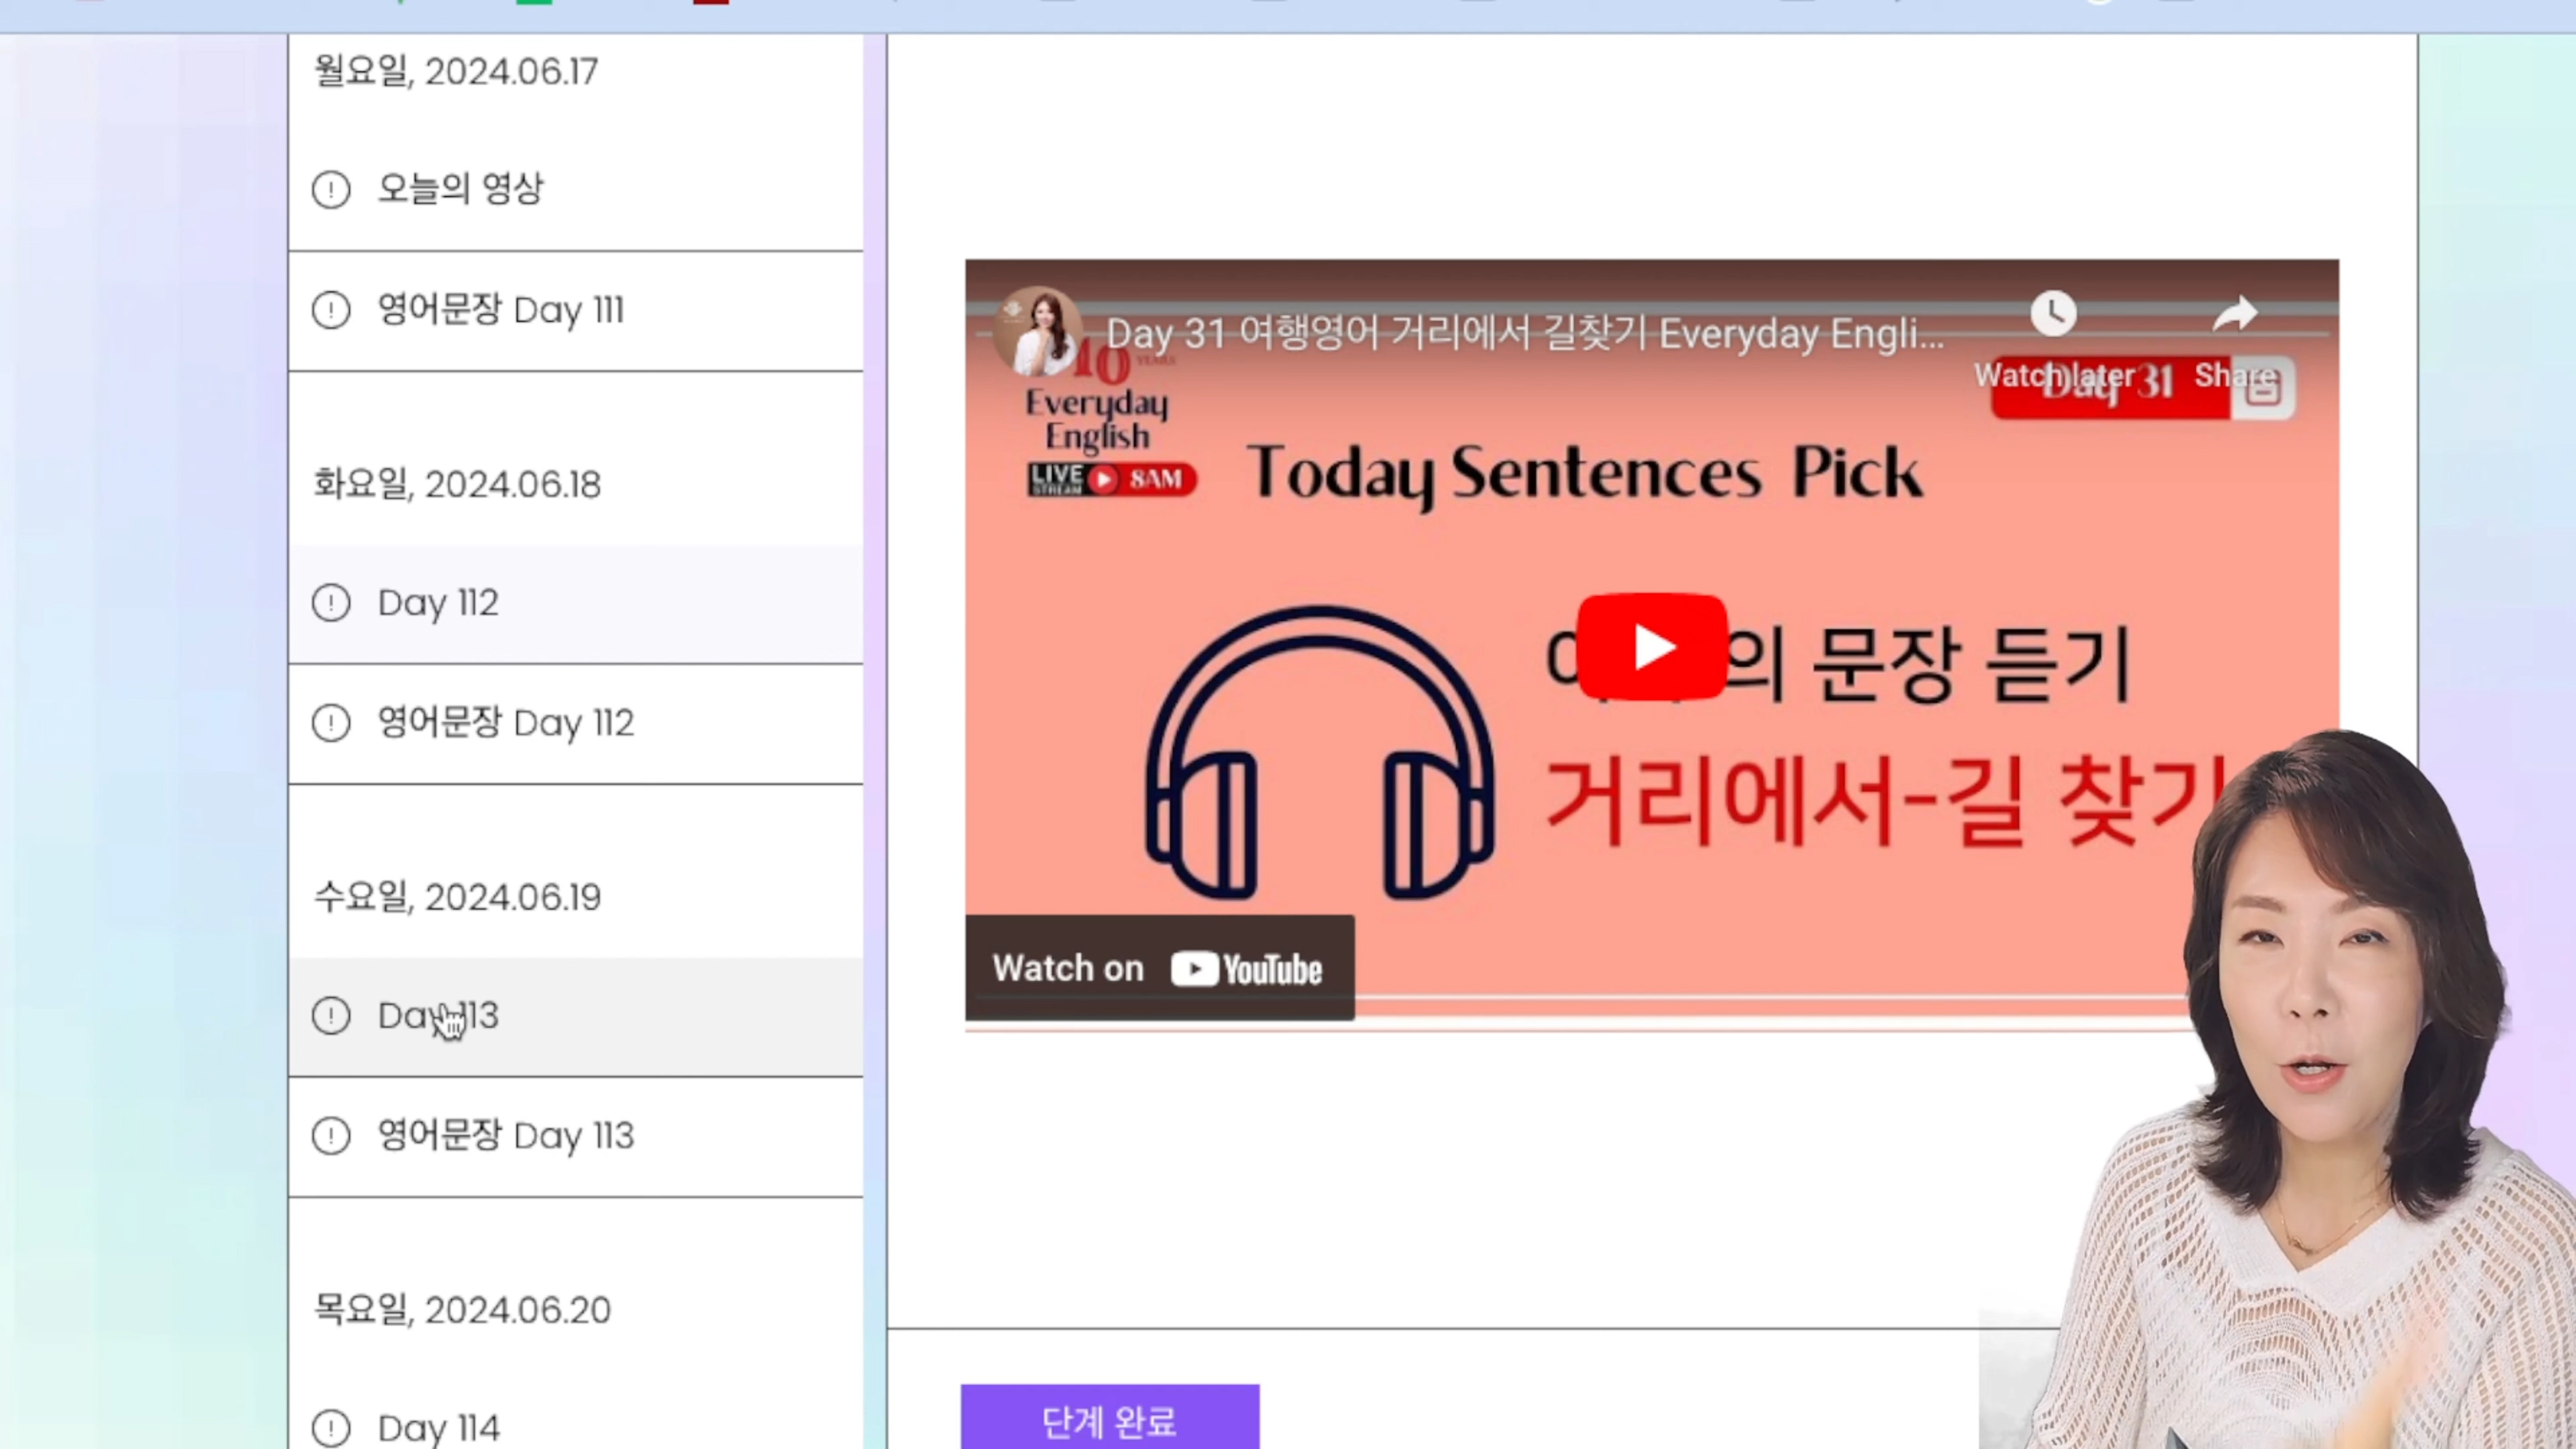 월요일, 2024.06.17
오늘의 영상
영어문장 Day 111
화요일, 2024.06.18
Day 112
영어문장 Day 112
수요일, 2024.06.19
Day 113
영어문장 Day 113
목요일, 2024.06.20
Day 114
Day 31 여행영어 거리에서 길찾기 Everyday Engli...
Watch later
Share
10 YEARS
Everyday
English
LIVE
STREAM
8AM
Day 31
Today Sentences Pick
의 문장 듣기
거리에서-길 찾기
Watch on YouTube
단계 완료